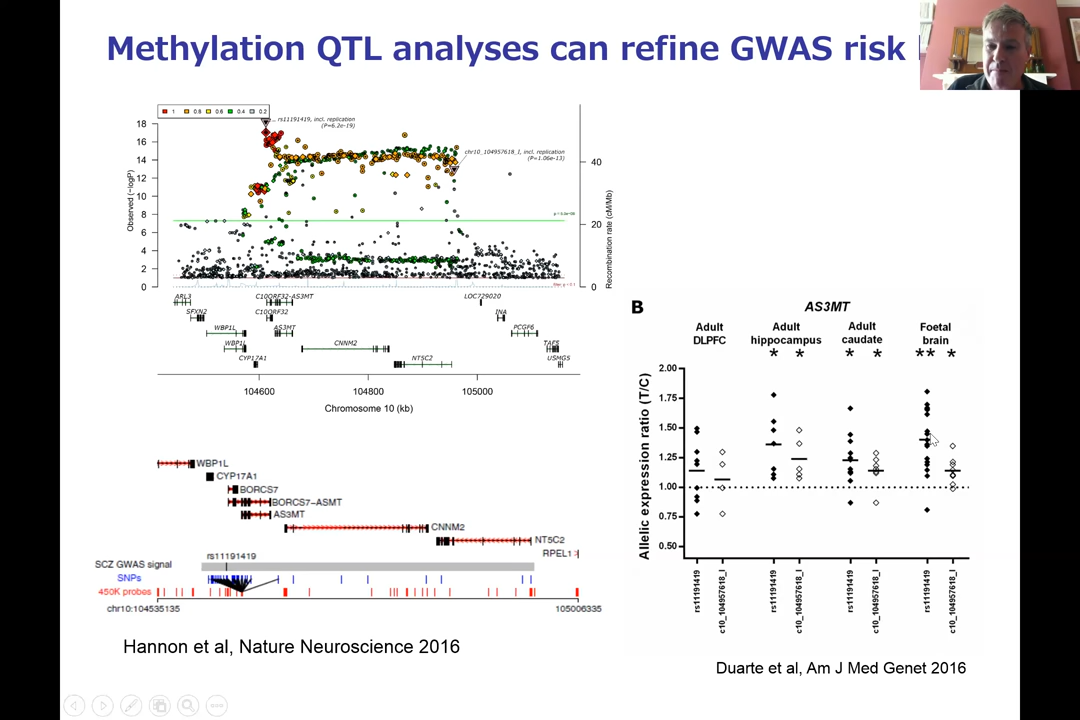 Methylation QTL analyses can refine GWAS risk
1 0.8 0.6 0.4 0.2
rs11191419, incl. replication
(P=6.2e-19)
chr10_104957618_I, incl. replication
(P=1.06e-13)
Observed (−logP)
18
16
14
12
10
8
6
4
2
0
40
20
0
Recombination rate (cM/Mb)
ARL3
C10ORF32-AS3MT
LOC729020
SFXN2
C10ORF32
INA
WBP1L
AS3MT
PCGF6
WBP1L
CNNM2
TAF5
CYP17A1
NT5C2
USMG5
104600
104800
105000
Chromosome 10 (kb)
WBP1L
CYP17A1
BORCS7
BORCS7-ASMT
AS3MT
CNNM2
NT5C2
RPEL1
rs11191419
SCZ GWAS signal
SNPs
450K probes
chr10:104535135
105006335
Hannon et al, Nature Neuroscience 2016
B
AS3MT
Adult DLPFC
Adult hippocampus
Adult caudate
Foetal brain
* * * * ** *
Allelic expression ratio (T/C)
2.00
1.75
1.50
1.25
1.00
0.75
0.50
rs11191419
c10_104957618_I
rs11191419
c10_104957618_I
rs11191419
c10_104957618_I
rs11191419
c10_104957618_I
Duarte et al, Am J Med Genet 2016